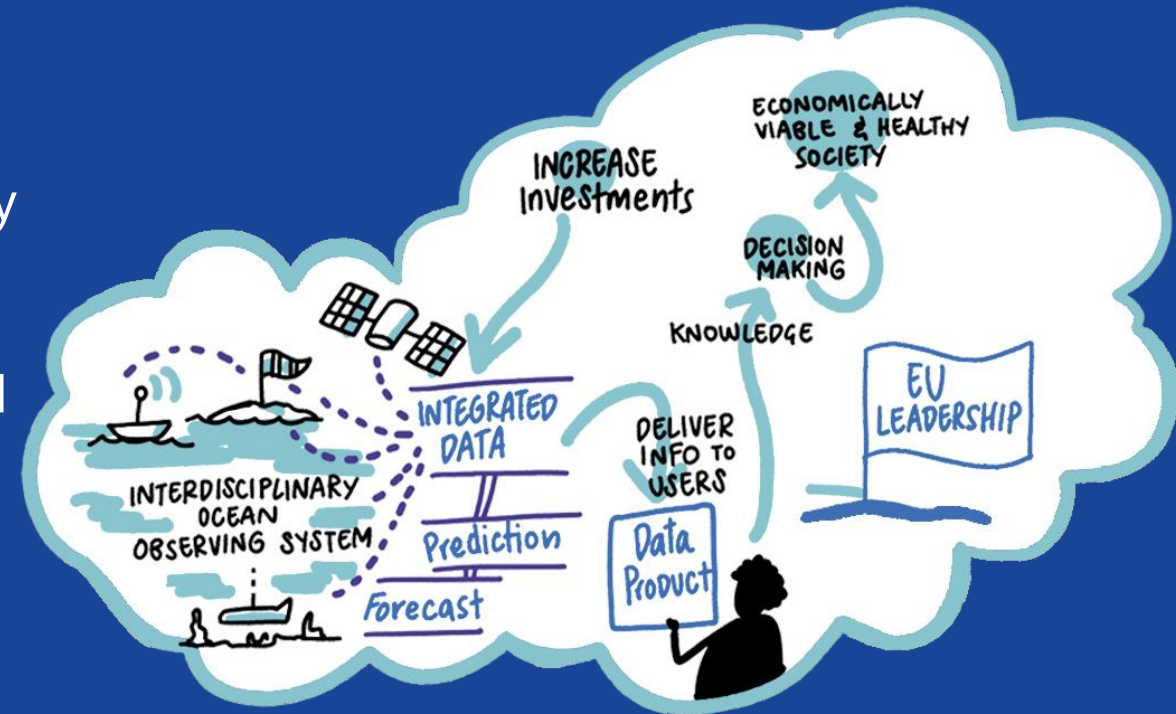 INCREASE
Investments
ECONOMICALLY
VIABLE & HEALTHY
SOCIETY
DECISION
MAKING
KNOWLEDGE
INTEGRATED
DATA
DELIVER
INFO TO
USERS
EU
LEADERSHIP
INTERDISCIPLINARY
OCEAN
OBSERVING SYSTEM
Prediction
Forecast
Data
Product